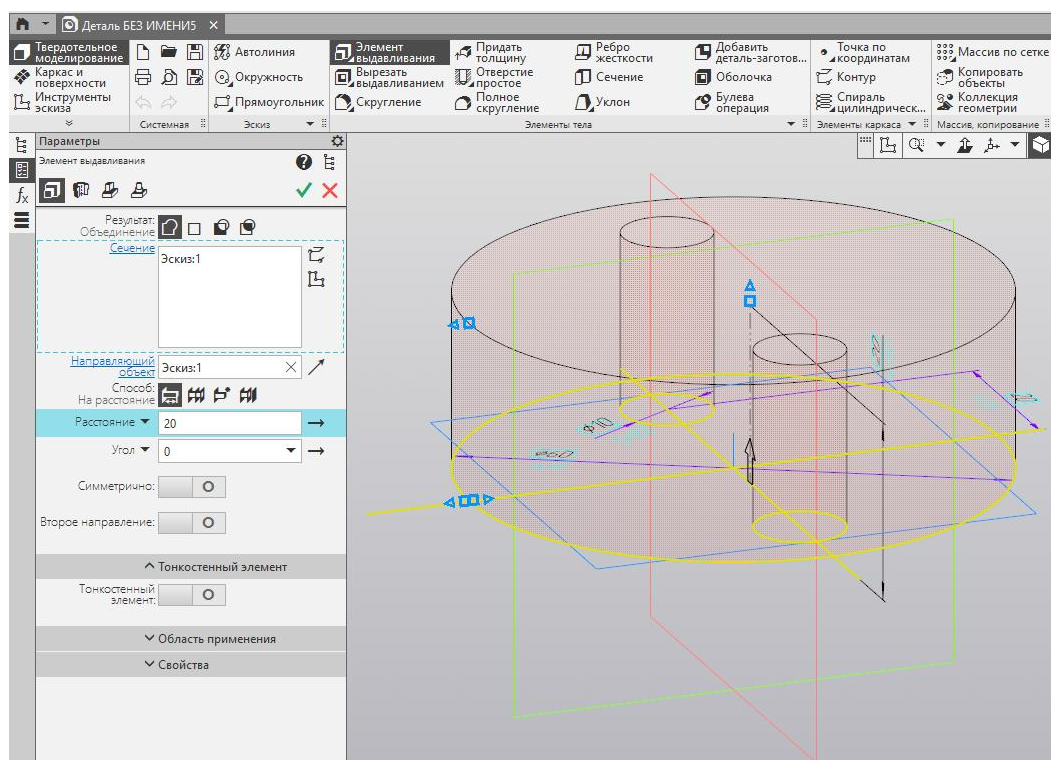 Деталь БЕЗ ИМЕНИ5
Твердотельное
моделирование
Каркас и
поверхности
Инструменты
эскиза
Системная
Автолиния
Окружность
Прямоугольник
Эскиз
Элемент
выдавливания
Вырезать
выдавливанием
Скругление
Придать
толщину
Отверстие
простое
Полное
скругление
Ребро
жесткости
Сечение
Уклон
Добавить
деталь-заготов...
Оболочка
Булева
операция
Элементы тела
Точка по
координатам
Контур
Спираль
цилиндрическ...
Элементы каркаса
Массив по сетке
Копировать
объекты
Коллекция
геометрии
Массив, копирование
Параметры
Элемент выдавливания
Результат:
Объединение
Сечение
Эскиз:1
Направляющий
объект
Эскиз:1
Способ:
На расстояние
Расстояние
20
Угол
0
Симметрично:
Второе направление:
Тонкостенный элемент
Тонкостенный
элемент:
Область применения
Свойства
Ф10
Ф60